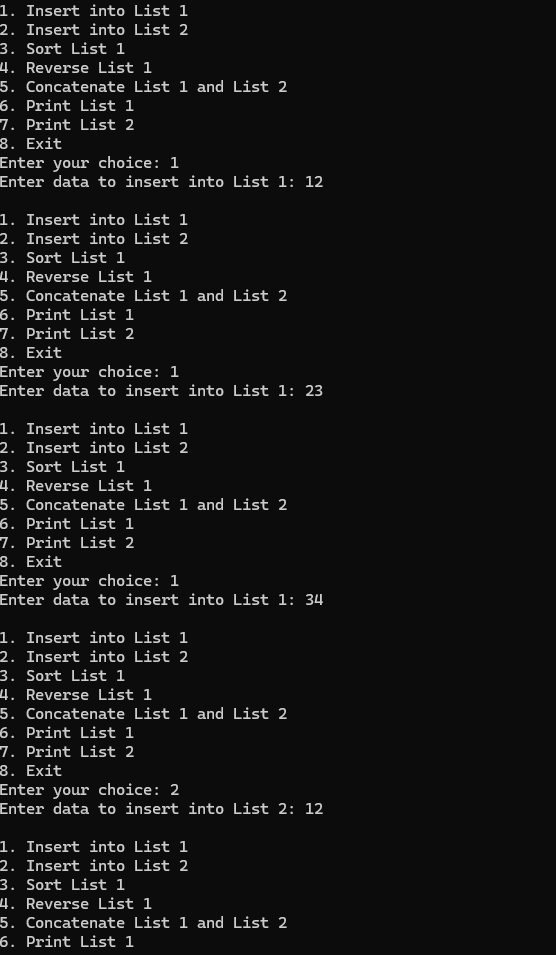 1. Insert into List 1
2. Insert into List 2
3. Sort List 1
4. Reverse List 1
5. Concatenate List 1 and List 2
6. Print List 1
7. Print List 2
8. Exit
Enter your choice: 1
Enter data to insert into List 1: 12

1. Insert into List 1
2. Insert into List 2
3. Sort List 1
4. Reverse List 1
5. Concatenate List 1 and List 2
6. Print List 1
7. Print List 2
8. Exit
Enter your choice: 1
Enter data to insert into List 1: 23

1. Insert into List 1
2. Insert into List 2
3. Sort List 1
4. Reverse List 1
5. Concatenate List 1 and List 2
6. Print List 1
7. Print List 2
8. Exit
Enter your choice: 1
Enter data to insert into List 1: 34

1. Insert into List 1
2. Insert into List 2
3. Sort List 1
4. Reverse List 1
5. Concatenate List 1 and List 2
6. Print List 1
7. Print List 2
8. Exit
Enter your choice: 2
Enter data to insert into List 2: 12

1. Insert into List 1
2. Insert into List 2
3. Sort List 1
4. Reverse List 1
5. Concatenate List 1 and List 2
6. Print List 1